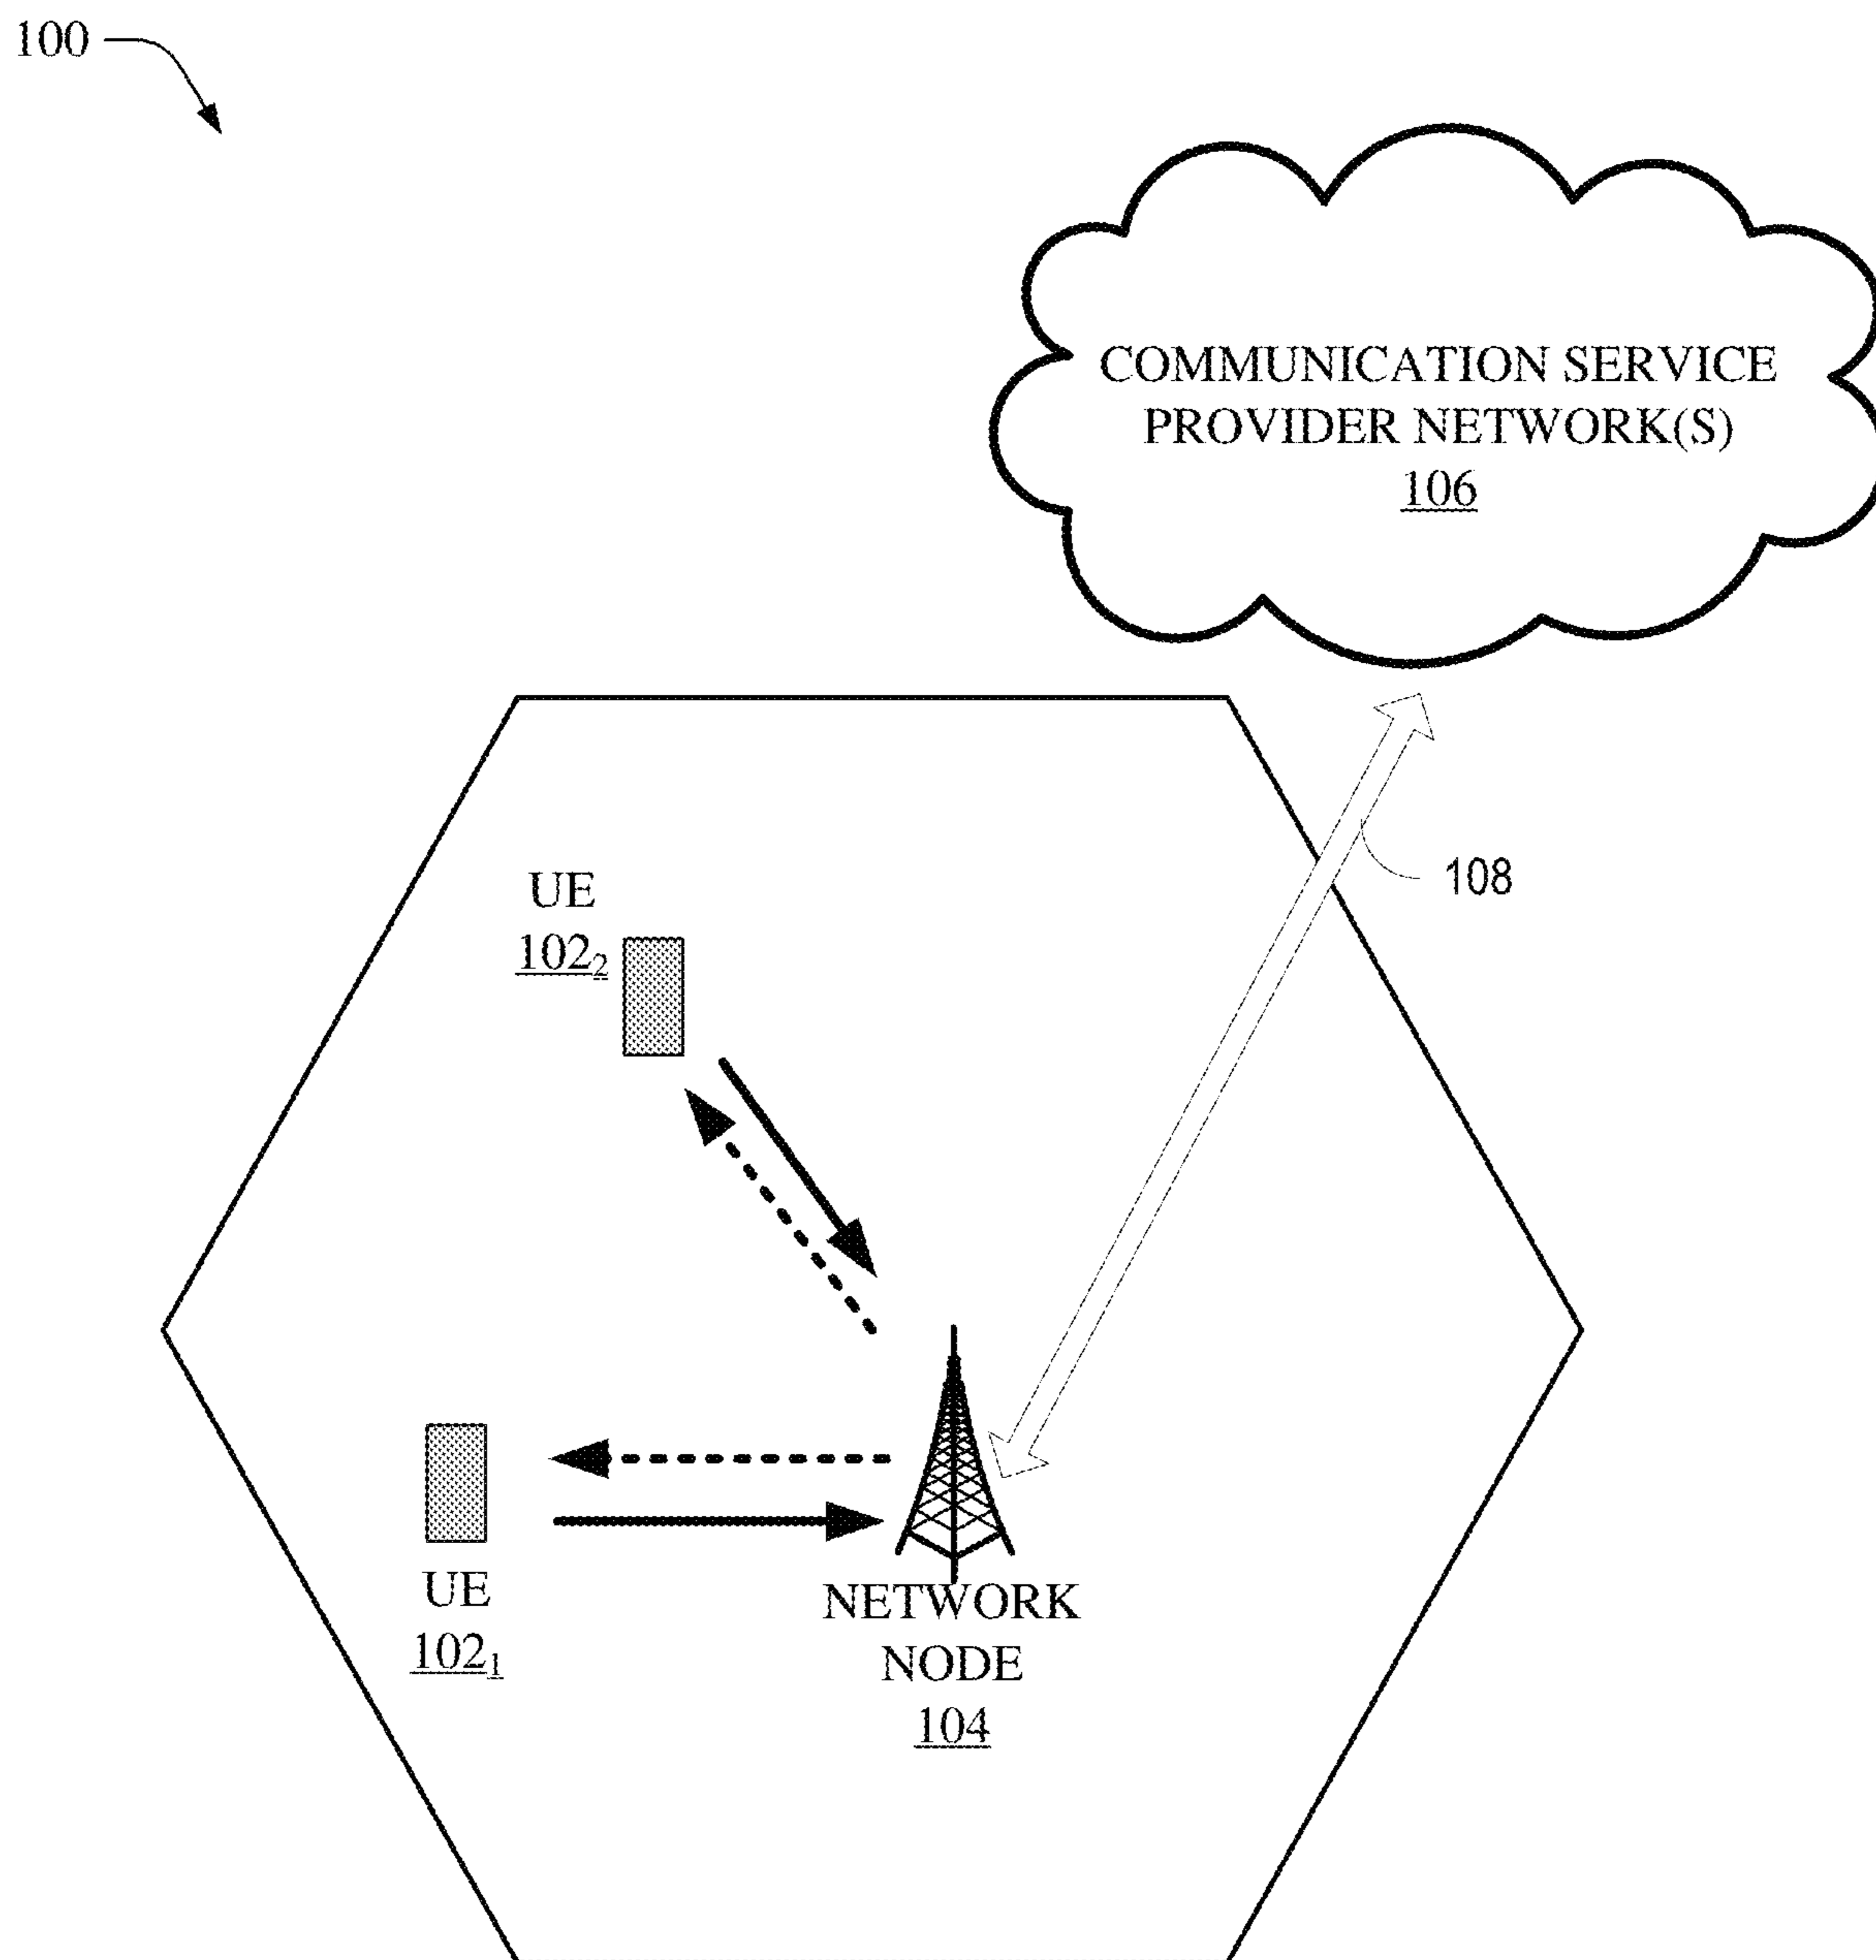 100
COMMUNICATION SERVICE
PROVIDER NETWORK(S)
106
108
UE
102₂
UE
102₁
NETWORK
NODE
104